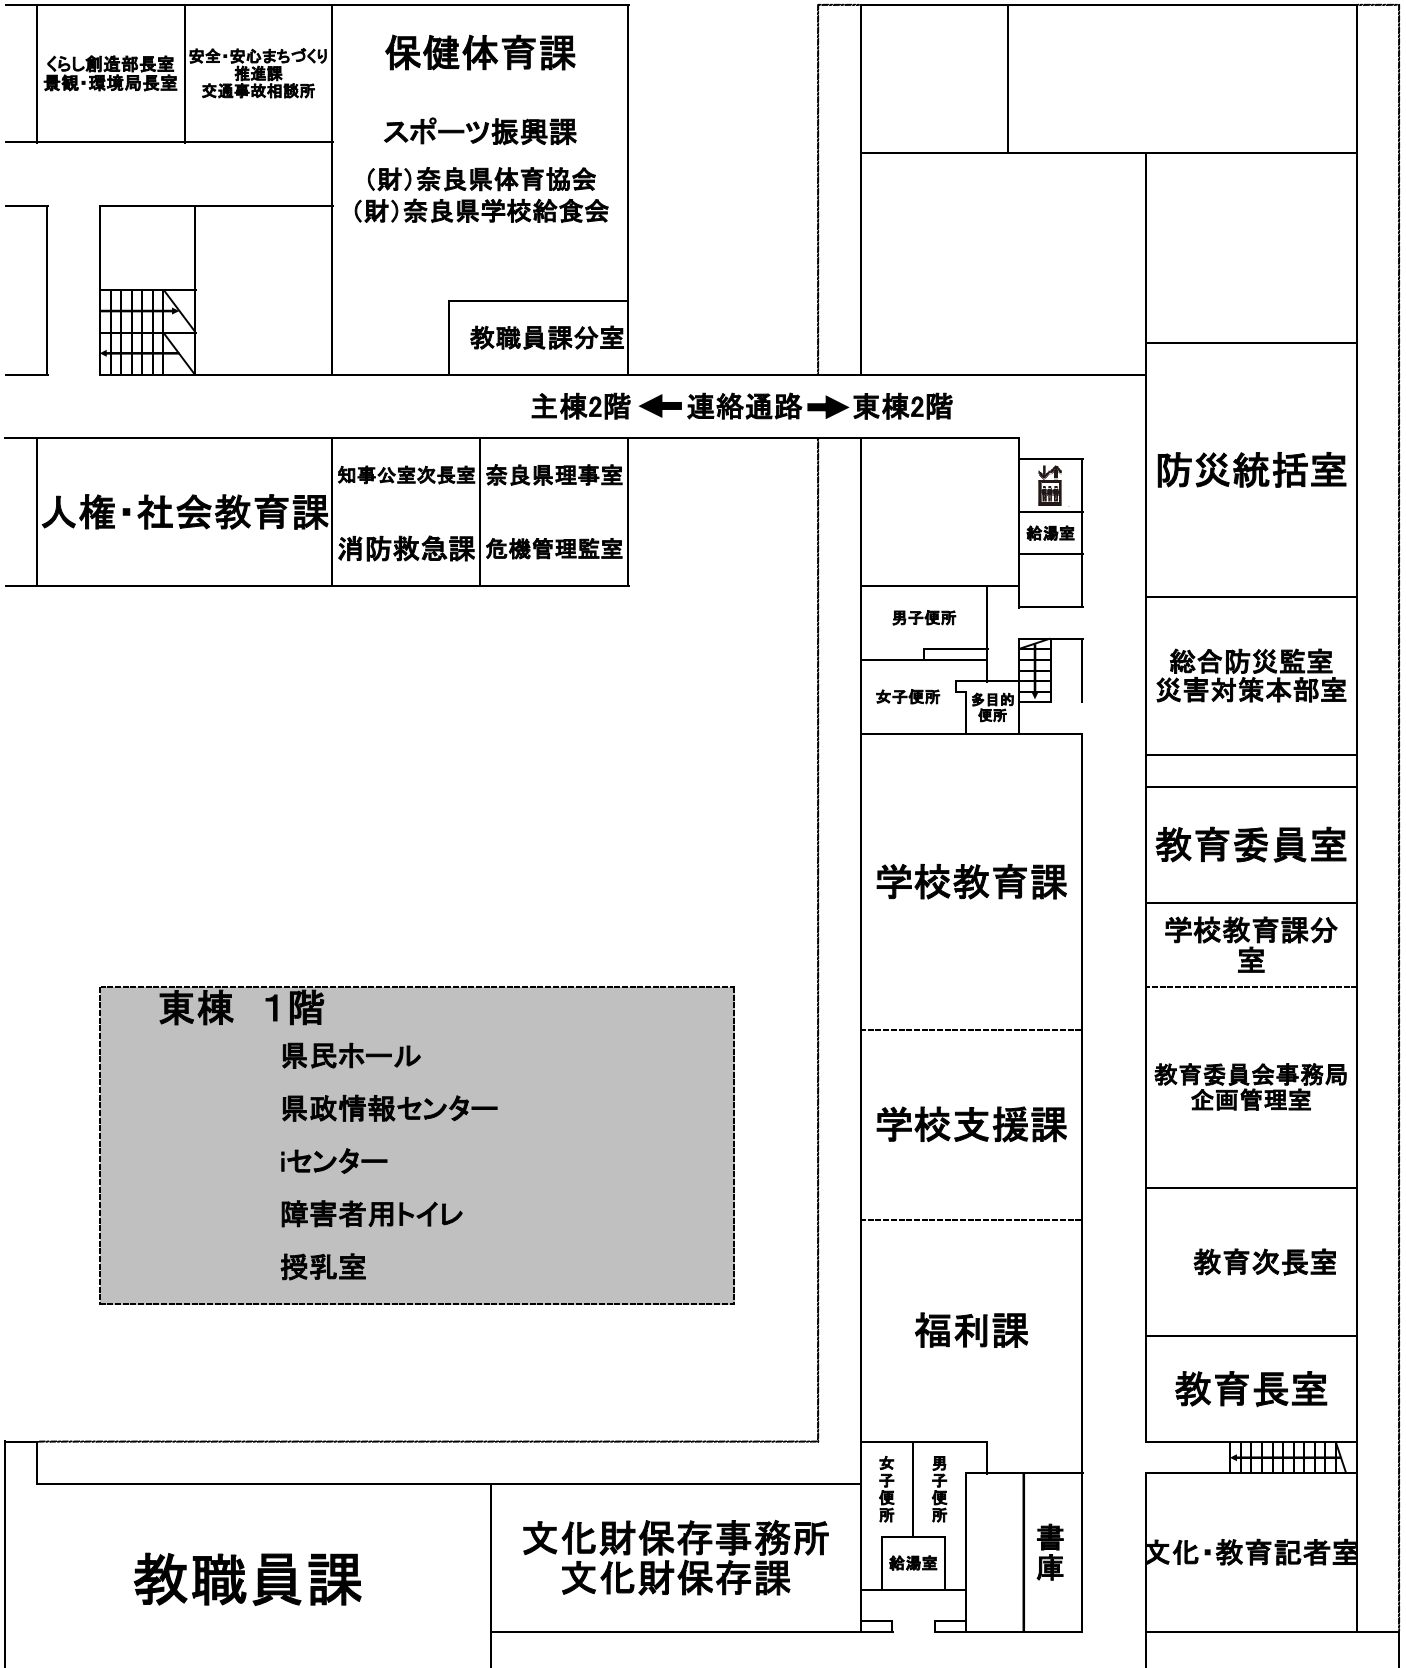 くらし創造部長室
景観・環境局長室
安全・安心まちづくり
推進課
交通事故相談所
保健体育課
スポーツ振興課
（財）奈良県体育協会
（財）奈良県学校給食会
教職員課分室
主棟2階
連絡通路
東棟2階
人権・社会教育課
知事公室次長室
消防救急課
奈良県理事室
危機管理監室
給湯室
防災統括室
男子便所
女子便所
多目的
便所
総合防災監室
災害対策本部室
学校教育課
教育委員室
学校教育課分
室
東棟　１階
県民ホール
県政情報センター
iセンター
障害者用トイレ
授乳室
学校支援課
教育委員会事務局
企画管理室
福利課
教育次長室
教育長室
女子便所
男子便所
給湯室
書庫
文化・教育記者室
教職員課
文化財保存事務所
文化財保存課